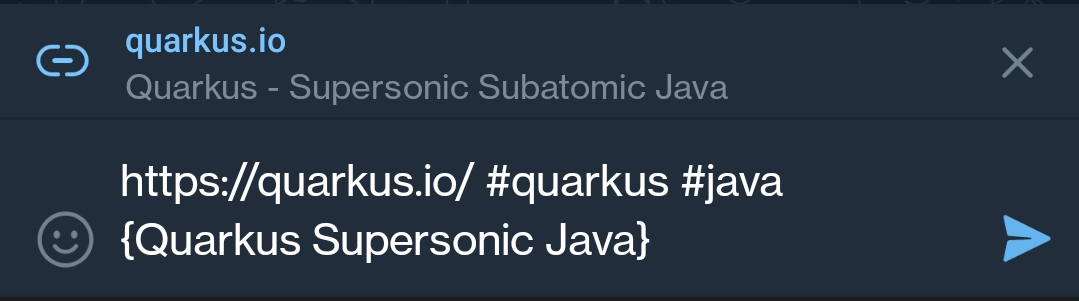 quarkus.io
Quarkus - Supersonic Subatomic Java
https://quarkus.io/ #quarkus #java
{Quarkus Supersonic Java}